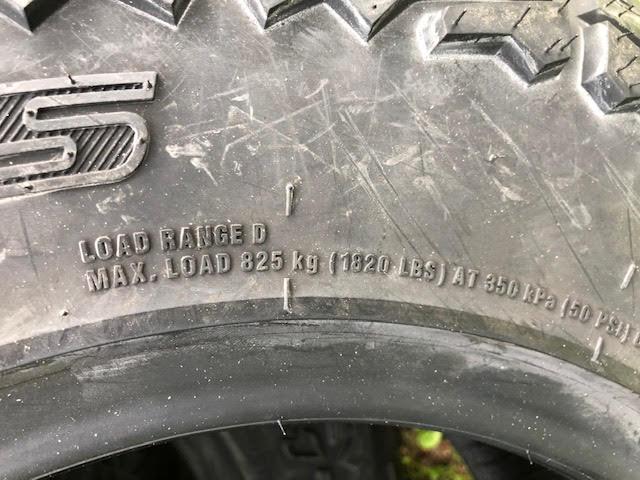 S
LOAD RANGE D
MAX. LOAD 825 kg (1820 LBS) AT 350 kPa (50 PSI)